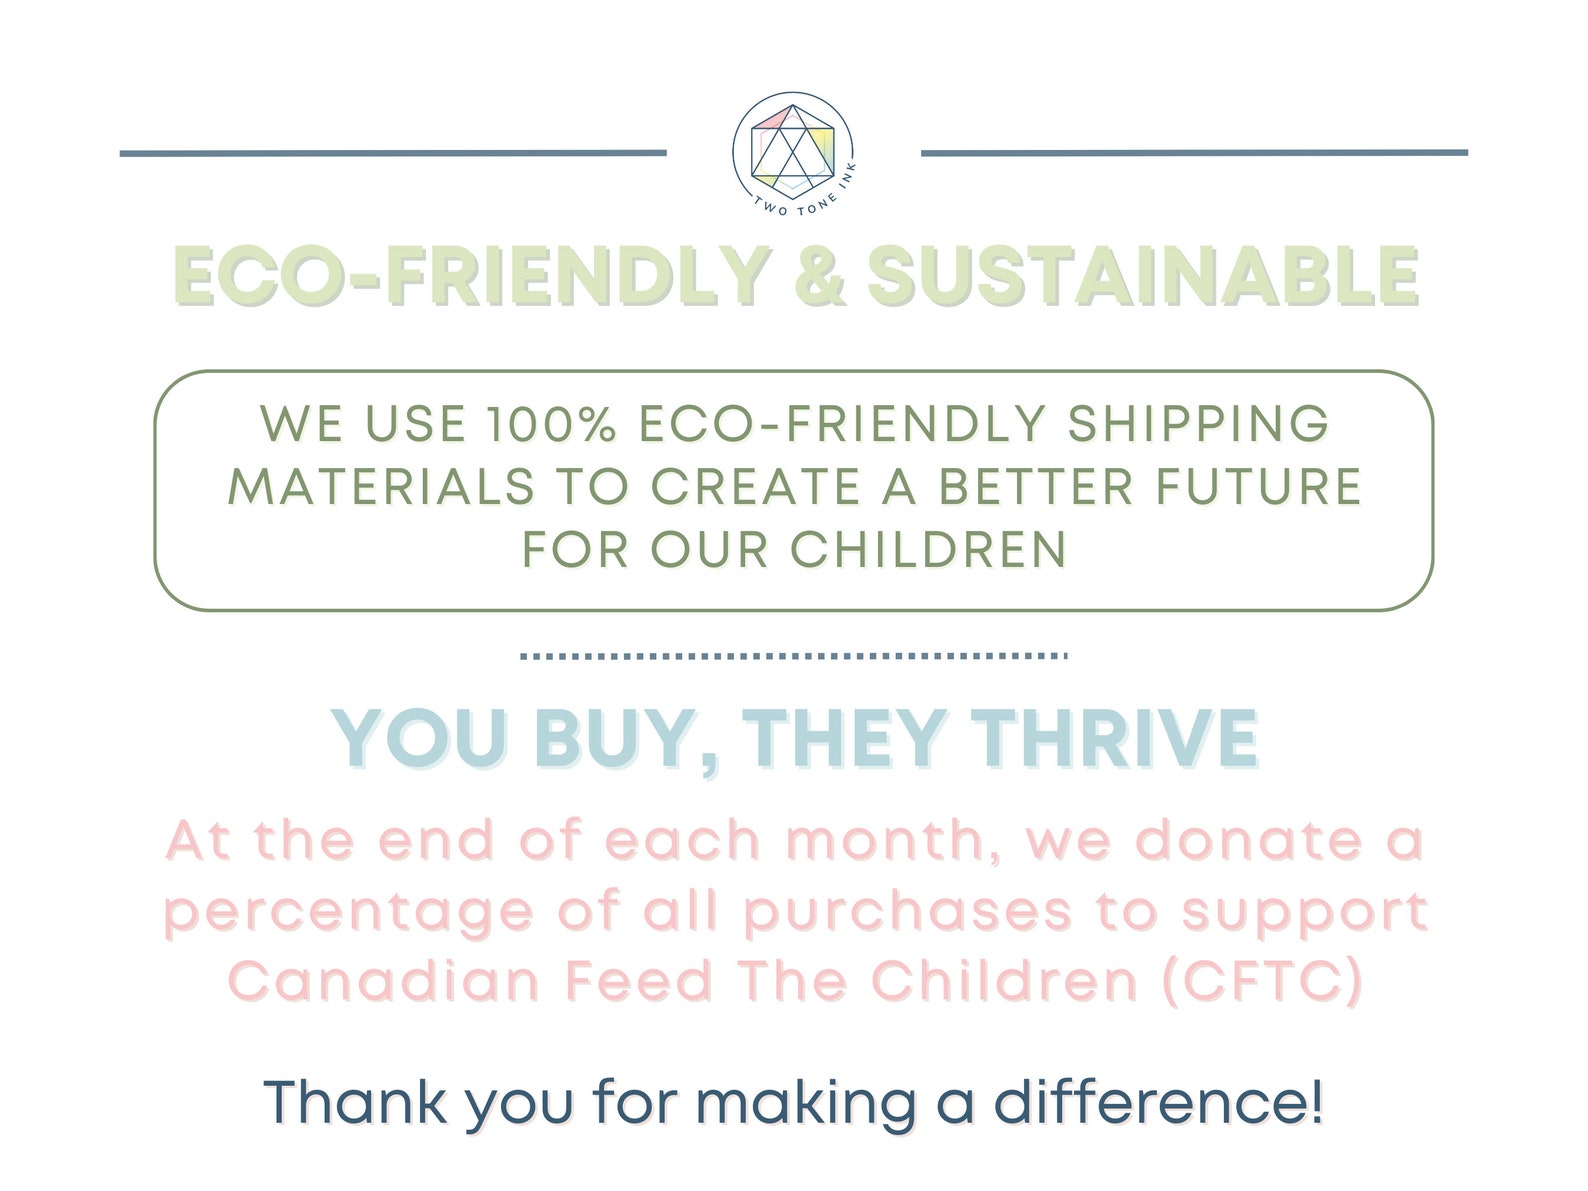 TWO TONE INK
ECO-FRIENDLY & SUSTAINABLE
WE USE 100% ECO-FRIENDLY SHIPPING
MATERIALS TO CREATE A BETTER FUTURE
FOR OUR CHILDREN
YOU BUY, THEY THRIVE
At the end of each month, we donate a
percentage of all purchases to support
Canadian Feed The Children (CFTC)
Thank you for making a difference!